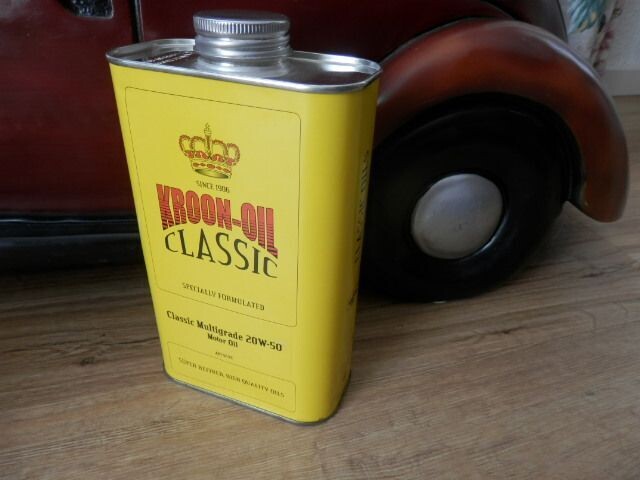 SINCE 1906
KROON-OIL
CLASSIC
SPECIALLY FORMULATED
Classic Multigrade 20W-50
Motor Oil
SUPER REFINED, HIGH QUALITY OILS